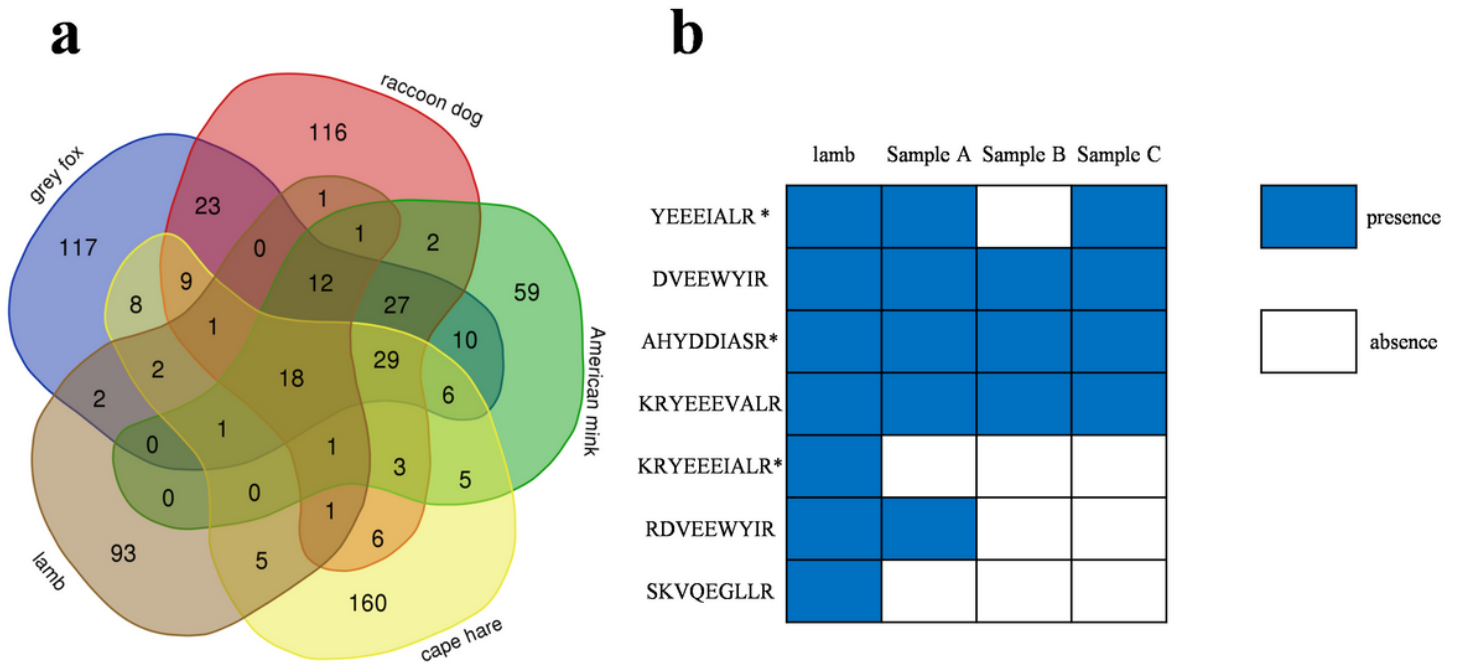 a
b
raccoon dog
grey fox
American mink
lamb
cape hare
116
1
23
1
2
0
117
9
12
59
8
27
1
10
29
2
18
6
2
1
0
1
3
5
0
0
1
93
5
6
160
lamb Sample A Sample B Sample C
YEEEIALR *
DVEEWYIR
AHYDDIASR*
KRYEEEVALR
KRYEEEIALR*
RDVEEWYIR
SKVQEGLLR
presence
absence